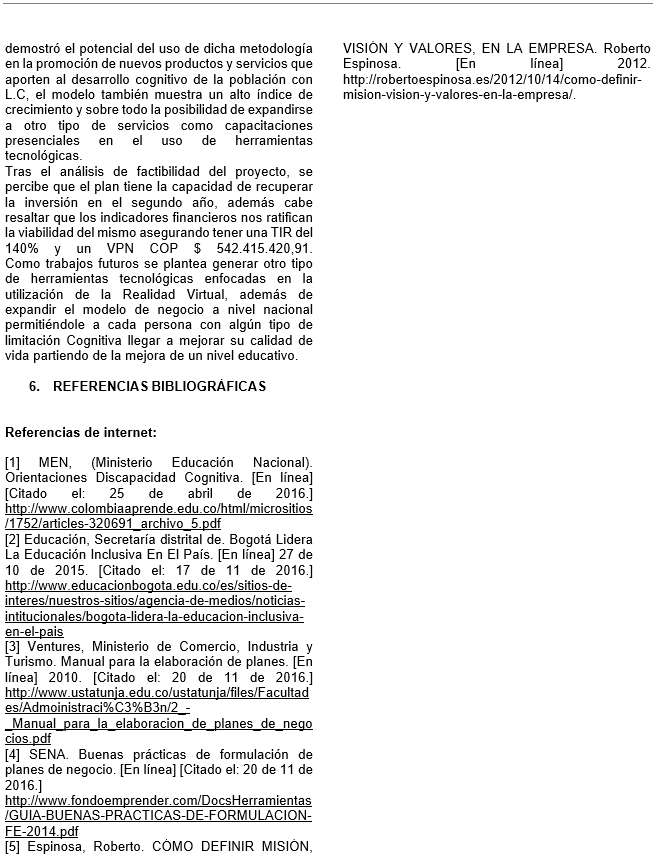 demostró el potencial del uso de dicha metodología
en la promoción de nuevos productos y servicios que
aporten al desarrollo cognitivo de la población con
L.C, el modelo también muestra un alto índice de
crecimiento y sobre todo la posibilidad de expandirse
a otro tipo de servicios como capacitaciones
presenciales en el uso de herramientas
tecnológicas.
Tras el análisis de factibilidad del proyecto, se
percibe que el plan tiene la capacidad de recuperar
la inversión en el segundo año, además cabe
resaltar que los indicadores financieros nos ratifican
la viabilidad del mismo asegurando tener una TIR del
140% y un VPN COP $ 542.415.420,91.
Como trabajos futuros se plantea generar otro tipo
de herramientas tecnológicas enfocadas en la
utilización de la Realidad Virtual, además de
expandir el modelo de negocio a nivel nacional
permitiéndole a cada persona con algún tipo de
limitación Cognitiva llegar a mejorar su calidad de
vida partiendo de la mejora de un nivel educativo.
6. REFERENCIAS BIBLIOGRÁFICAS
Referencias de internet:
[1] MEN, (Ministerio Educación Nacional).
Orientaciones Discapacidad Cognitiva. [En línea]
[Citado el: 25 de abril de 2016.]
http://www.colombiaaprende.edu.co/html/micrositios
/1752/articles-320691_archivo_5.pdf
[2] Educación, Secretaría distrital de. Bogotá Lidera
La Educación Inclusiva En El País. [En línea] 27 de
10 de 2015. [Citado el: 17 de 11 de 2016.]
http://www.educacionbogota.edu.co/es/sitios-de-
interes/nuestros-sitios/agencia-de-medios/noticias-
intitucionales/bogota-lidera-la-educacion-inclusiva-
en-el-pais
[3] Ventures, Ministerio de Comercio, Industria y
Turismo. Manual para la elaboración de planes. [En
línea] 2010. [Citado el: 20 de 11 de 2016.]
http://www.ustatunja.edu.co/ustatunja/files/Facultad
es/Admoinistraci%C3%B3n/2_-
_Manual_para_la_elaboracion_de_planes_de_nego
cios.pdf
[4] SENA. Buenas prácticas de formulación de
planes de negocio. [En línea] [Citado el: 20 de 11 de
2016.]
http://www.fondoemprender.com/DocsHerramientas
/GUIA-BUENAS-PRACTICAS-DE-FORMULACION-
FE-2014.pdf
[5] Espinosa, Roberto. CÓMO DEFINIR MISIÓN,
VISIÓN Y VALORES, EN LA EMPRESA. Roberto
Espinosa. [En línea] 2012.
http://robertoespinosa.es/2012/10/14/como-definir-
mision-vision-y-valores-en-la-empresa/.